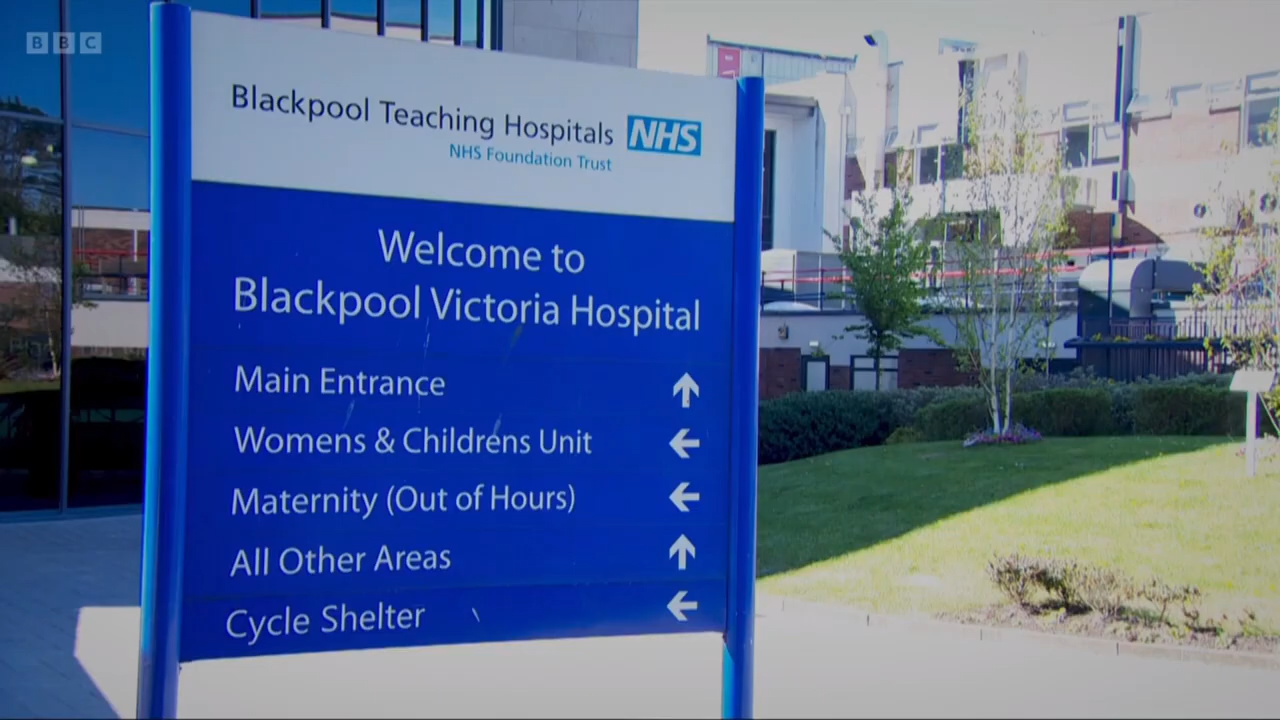 BBC
Blackpool Teaching Hospitals NHS
NHS Foundation Trust
Welcome to
Blackpool Victoria Hospital
Main Entrance ↑
Womens & Childrens Unit ←
Maternity (Out of Hours) ←
All Other Areas ↑
Cycle Shelter ←